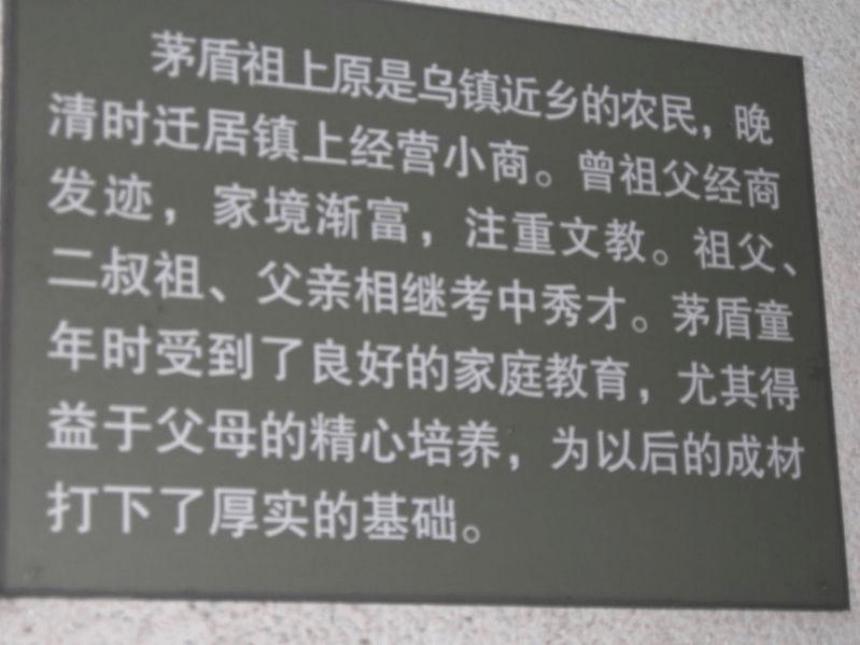 茅盾祖上原是乌镇近乡的农民，晚
清时迁居镇上经营小商。曾祖父经商
发迹，家境渐富，注重文教。祖父、
二叔祖、父亲相继考中秀才。茅盾童
年时受到了良好的家庭教育，尤其得
益于父母的精心培养，为以后的成材
打下了厚实的基础。